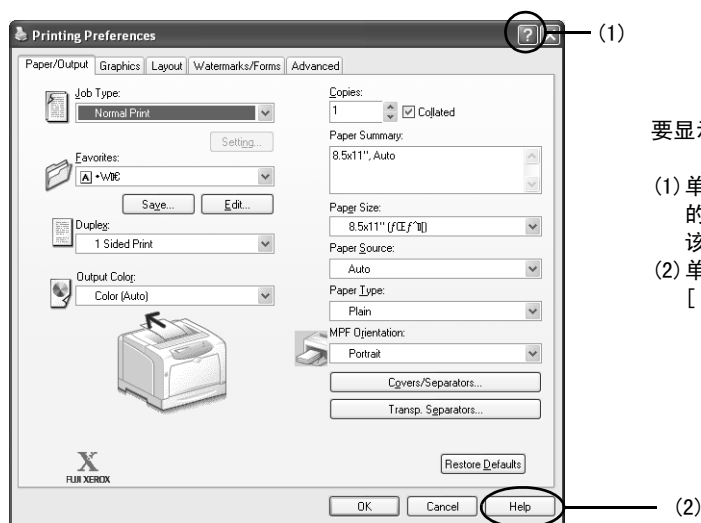 Printing Preferences
(1)
Paper/Output Graphics Layout Watermarks/Forms Advanced
Job Type:
Normal Print
Setting...
Favorites:
Save... Edit...
Duplex:
1 Sided Print
Output Color:
Color (Auto)
Copies:
1 Collated
Paper Summary:
8.5x11", Auto
Paper Size:
8.5x11"
Paper Source:
Auto
Paper Type:
Plain
MPF Orientation:
Portrait
Covers/Separators...
Transp. Separators...
X
FUJI XEROX
Restore Defaults
OK Cancel Help
(2)
要显
(1) 单
的
该
(2) 单
[